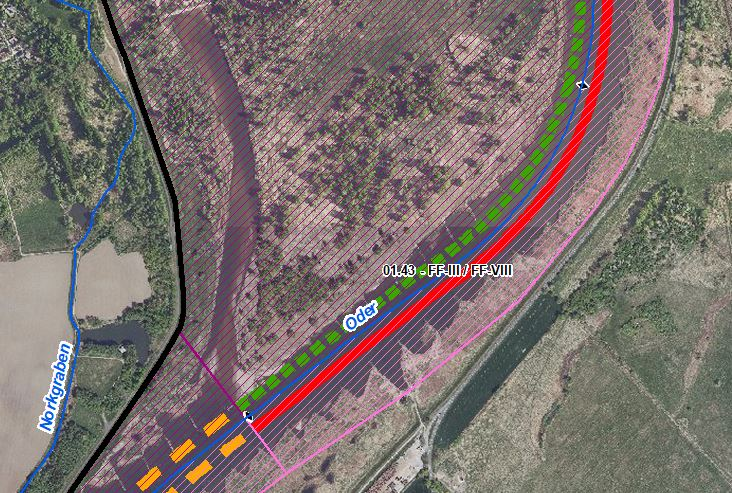 01.43 - FF-III / FF-VIII
Oder
Norkgraben